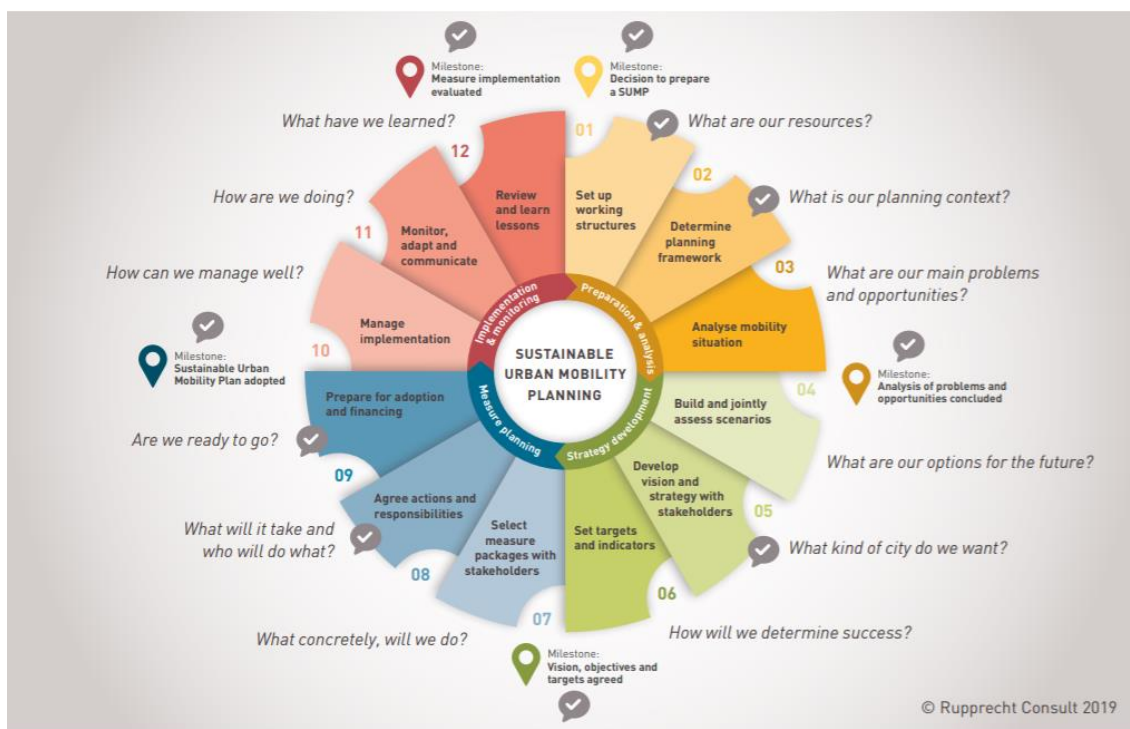 Milestone:
Measure implementation
evaluated
Milestone:
Decision to prepare
a SUMP
What are our resources?
01
Set up
working
structures
What is our planning context?
02
Determine
planning
framework
What are our main problems
and opportunities?
03
Analyse mobility
situation
Milestone:
Analysis of problems and
opportunities concluded
04
Build and jointly
assess scenarios
What are our options for the future?
05
Develop
vision and
strategy with
stakeholders
What kind of city do we want?
06
Set targets
and indicators
How will we determine success?
Milestone:
Vision, objectives and
targets agreed
07
Select
measure
packages with
stakeholders
What concretely, will we do?
08
Agree actions and
responsibilities
What will it take and
who will do what?
09
Prepare for adoption
and financing
Are we ready to go?
Milestone:
Sustainable Urban
Mobility Plan adopted
10
Manage
implementation
How can we manage well?
11
Monitor,
adapt and
communicate
How are we doing?
12
Review
and learn
lessons
What have we learned?
Preparation & analysis
Strategy development
Measure planning
Implementation
& monitoring
SUSTAINABLE
URBAN MOBILITY
PLANNING
© Rupprecht Consult 2019